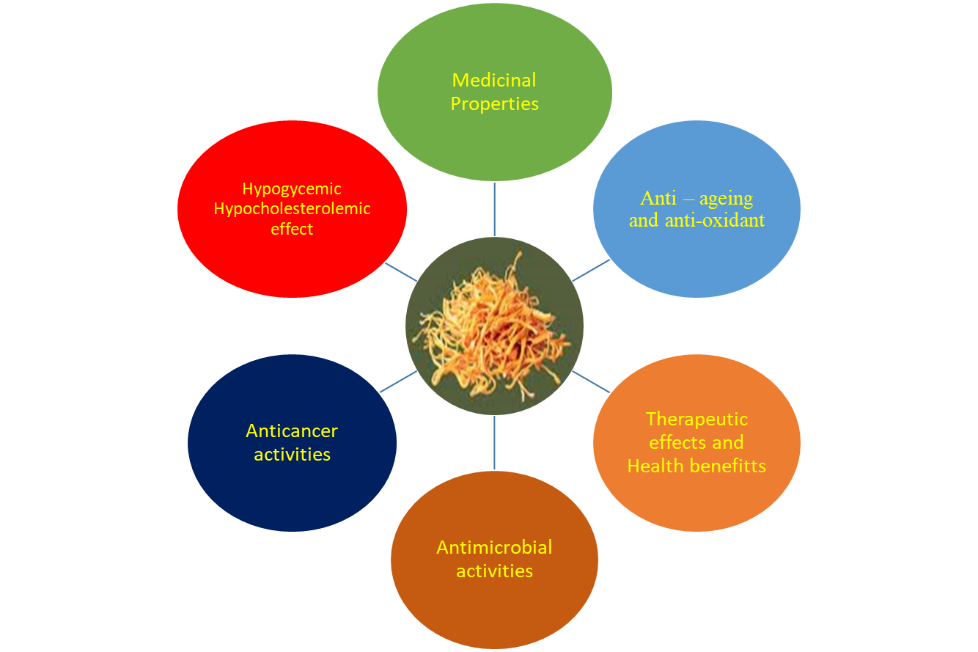 Medicinal
Properties
Hypogycemic
Hypocholesterolemic
effect
Anti – ageing
and anti-oxidant
Anticancer
activities
Therapeutic
effects and
Health benefitts
Antimicrobial
activities